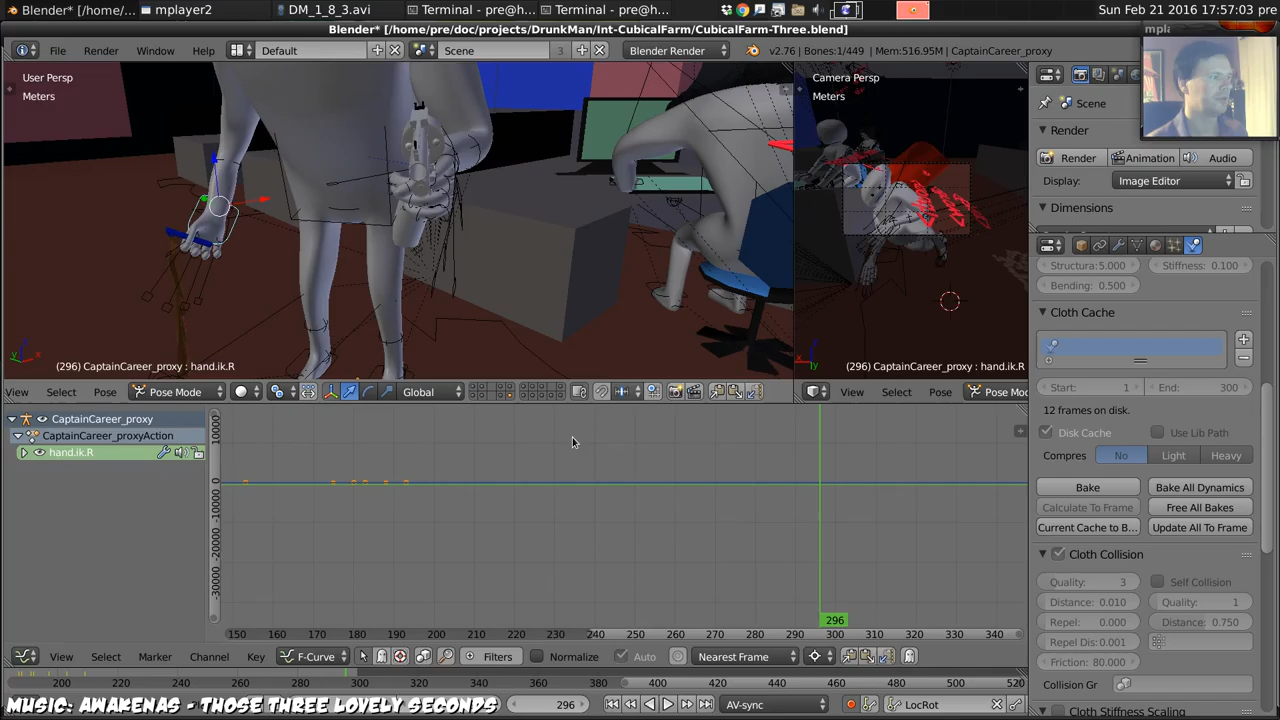 Blender* [/home/pre/doc/pro...
mplayer2
DM_1_8_3.avi
Terminal - pre@h...
Terminal - pre@h...
Sun Feb 21 2016 17:57:03 pre
Blender* [/home/pre/doc/projects/DrunkMan/Int-CubicalFarm/CubicalFarm-Three.blend]
mpla
File Render Window Help
Default
Scene
3
Blender Render
v2.76 | Bones:1/449 | Mem:516.95M | CaptainCareer_proxy
User Persp
Meters
Camera Persp
Meters
Scene
Render
Render
Animation
Audio
Display:
Image Editor
Dimensions
Structura:5.000
Stiffness: 0.100
Bending: 0.500
Cloth Cache
Start: 1
End: 300
12 frames on disk.
Disk Cache
Use Lib Path
Compres
No
Light
Heavy
Bake
Bake All Dynamics
Calculate To Frame
Free All Bakes
Current Cache to B...
Update All To Frame
Cloth Collision
Quality: 3
Self Collision
Distance: 0.010
Quality: 1
Repel: 0.000
Distance: 0.750
Repel Dis:0.001
Friction: 80.000
Collision Gr
Cloth Stiffness Scaling
(296) CaptainCareer_proxy : hand.ik.R
(296) CaptainCareer_proxy : hand.ik.R
View Select Pose
Pose Mode
Global
View Select Pose
Pose Mo
CaptainCareer_proxy
CaptainCareer_proxyAction
hand.ik.R
10000
0
-10000
-20000
-30000
296
150 160 170 180 190 200 210 220 230 240 250 260 270 280 290 300 310 320 330 340
View Select Marker Channel Key
F-Curve
Filters
Normalize
Auto
Nearest Frame
200 220 240 260 280 300 320 340 360 380 400 420 440 460 480 500 520
MUSIC: AWAKENAS - THOSE THREE LOVELY SECONDS
296
AV-sync
LocRot